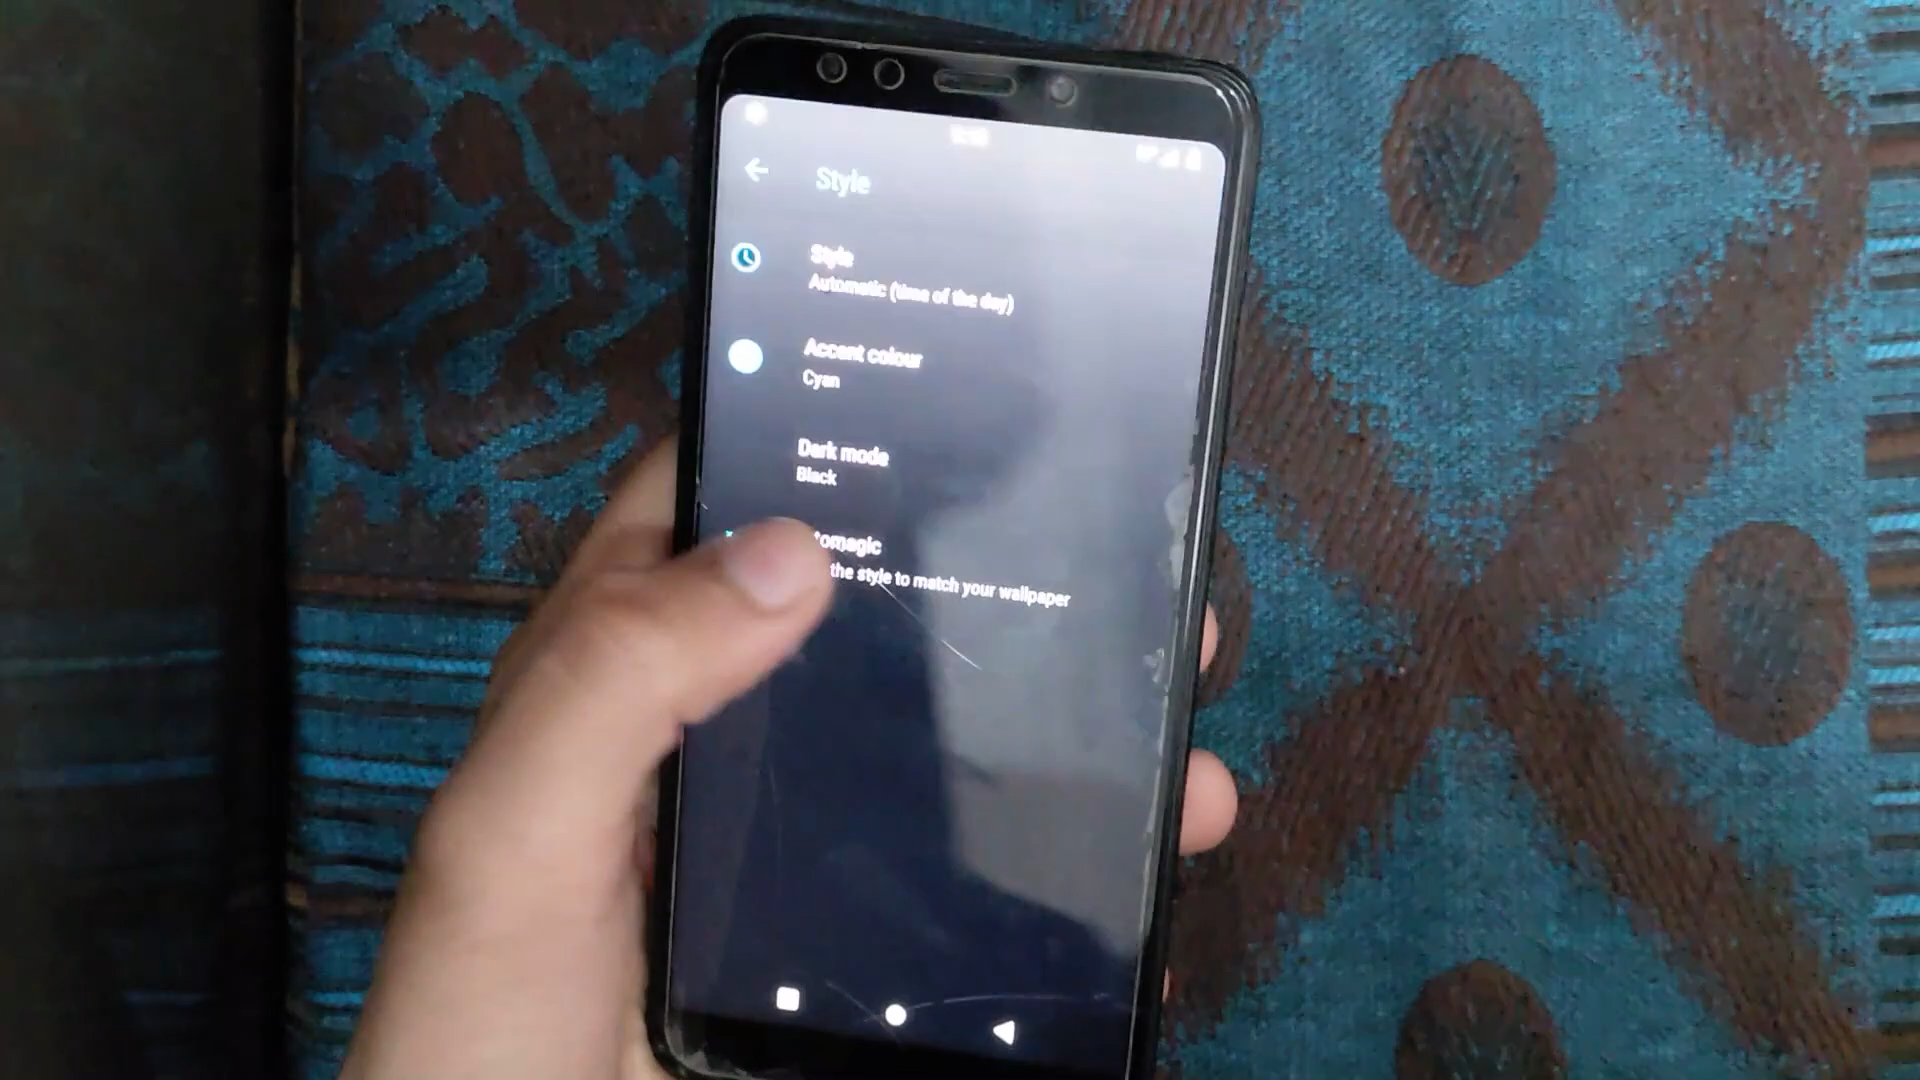 Style
Style
Automatic (time of the day)
Accent colour
Cyan
Dark mode
Black
tomagic
the style to match your wallpaper